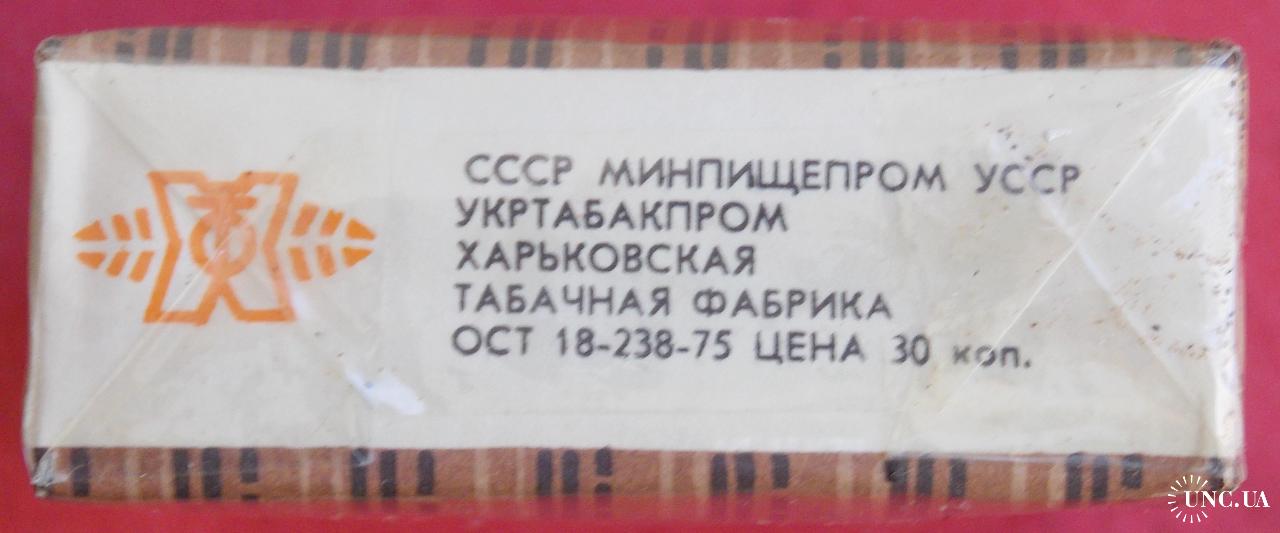 СССР МИНПИЩЕПРОМ УССР
УКРТАБАКПРОМ
ХАРЬКОВСКАЯ
ТАБАЧНАЯ ФАБРИКА
ОСТ 18-238-75 ЦЕНА 30 коп.
UNC.UA